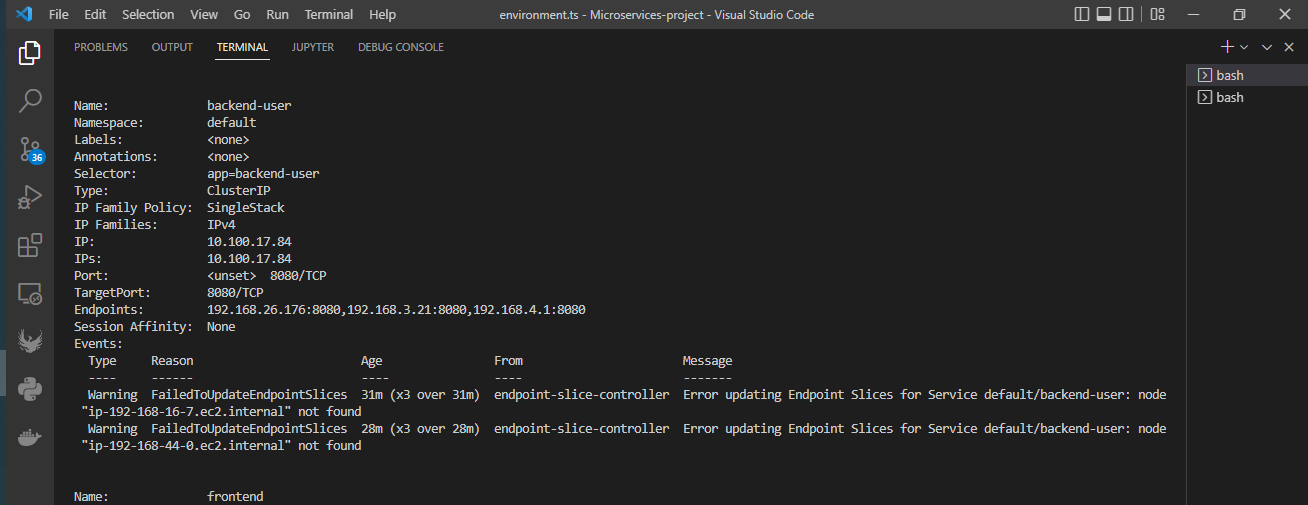 File Edit Selection View Go Run Terminal Help environment.ts - Microservices-project - Visual Studio Code
PROBLEMS OUTPUT TERMINAL JUPYTER DEBUG CONSOLE
bash
bash
36
Name: backend-user
Namespace: default
Labels: <none>
Annotations: <none>
Selector: app=backend-user
Type: ClusterIP
IP Family Policy: SingleStack
IP Families: IPv4
IP: 10.100.17.84
IPs: 10.100.17.84
Port: <unset> 8080/TCP
TargetPort: 8080/TCP
Endpoints: 192.168.26.176:8080,192.168.3.21:8080,192.168.4.1:8080
Session Affinity: None
Events:
Type Reason Age From Message
---- ------ ---- ---- -------
Warning FailedToUpdateEndpointSlices 31m (x3 over 31m) endpoint-slice-controller Error updating Endpoint Slices for Service default/backend-user: node
"ip-192-168-16-7.ec2.internal" not found
Warning FailedToUpdateEndpointSlices 28m (x3 over 28m) endpoint-slice-controller Error updating Endpoint Slices for Service default/backend-user: node
"ip-192-168-44-0.ec2.internal" not found
Name: frontend